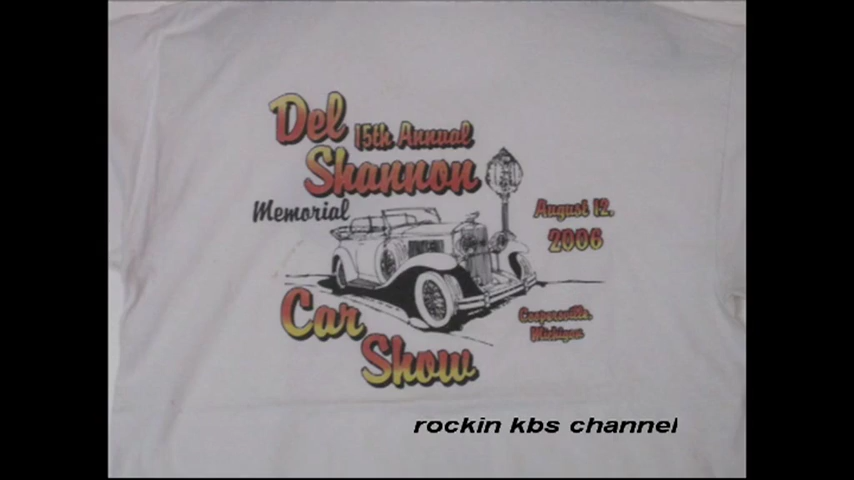 Del 15th Annual
Shannon
Memorial
August 12,
2006
Car
Show
Coopersville,
Michigan
rockin kbs channel